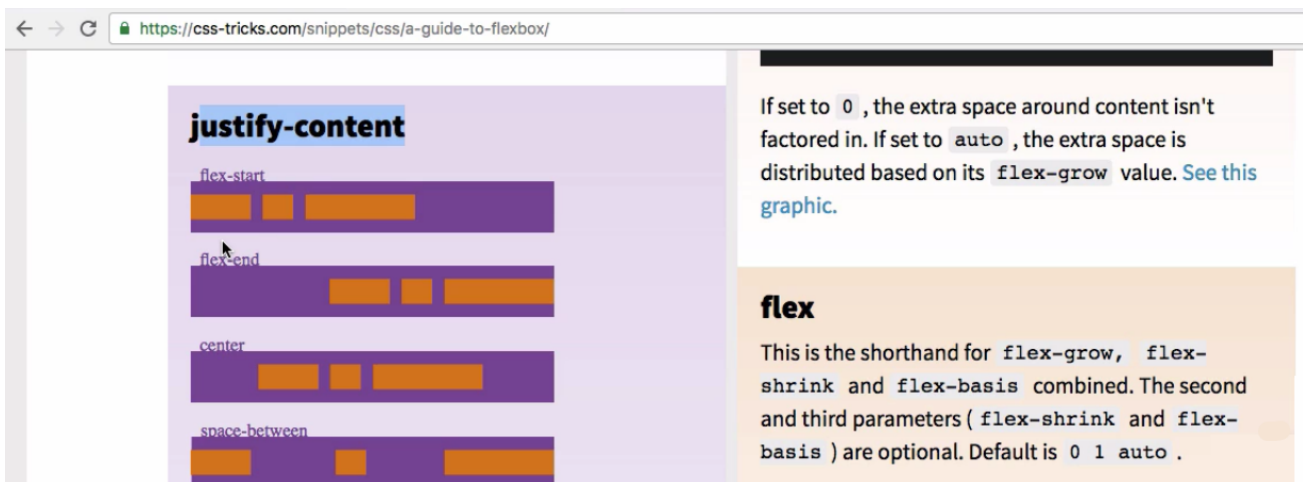 https://css-tricks.com/snippets/css/a-guide-to-flexbox/
justify-content
flex-start
flex-end
center
space-between
If set to 0 , the extra space around content isn't
factored in. If set to auto , the extra space is
distributed based on its flex-grow value. See this
graphic.
flex
This is the shorthand for flex-grow, flex-
shrink and flex-basis combined. The second
and third parameters ( flex-shrink and flex-
basis ) are optional. Default is 0 1 auto .